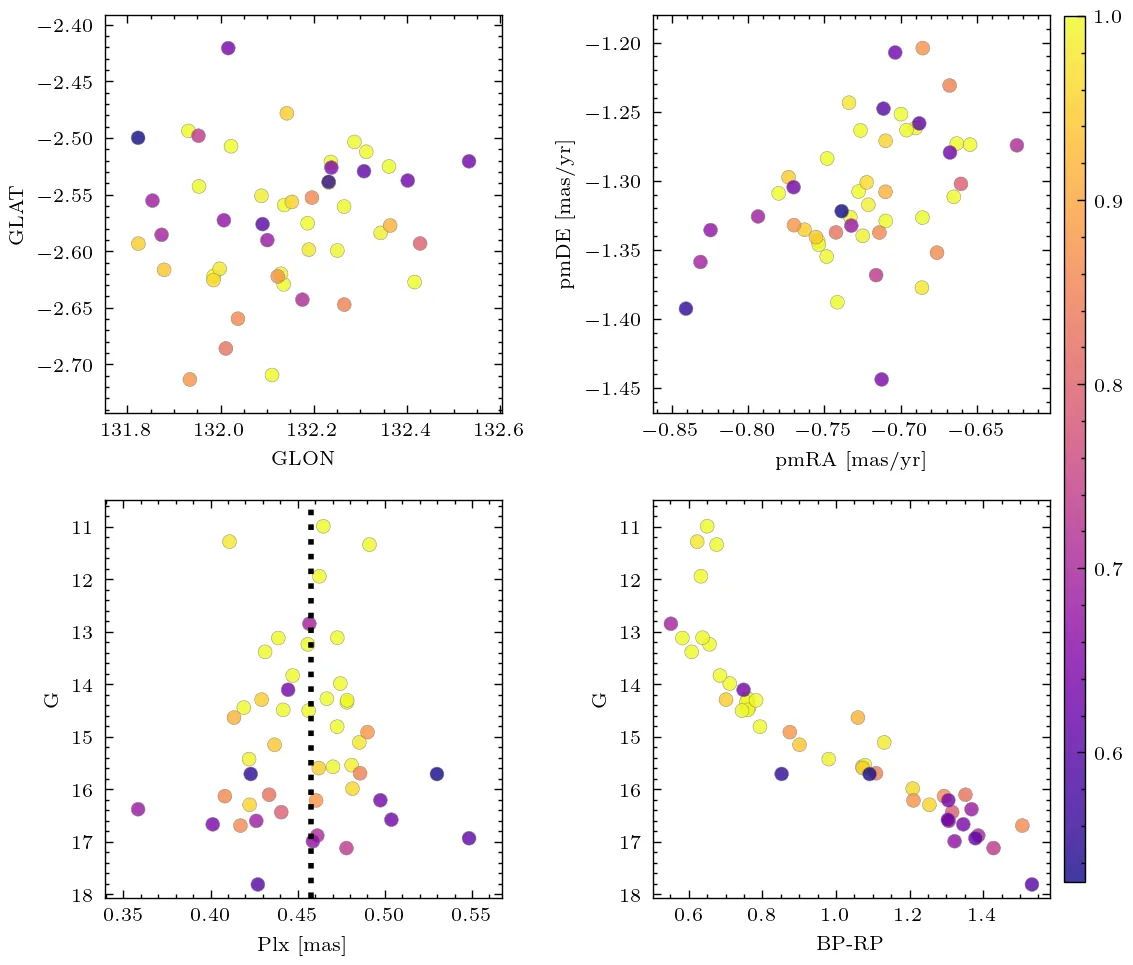 −2.40
−2.45
−2.50
−2.55
−2.60
−2.65
−2.70
GLAT
131.8 132.0 132.2 132.4 132.6
GLON
−1.20
−1.25
−1.30
−1.35
−1.40
−1.45
pmDE [mas/yr]
−0.85 −0.80 −0.75 −0.70 −0.65
pmRA [mas/yr]
1.0
0.9
0.8
0.7
0.6
11
12
13
14
15
16
17
18
G
0.35 0.40 0.45 0.50 0.55
Plx [mas]
11
12
13
14
15
16
17
18
G
0.6 0.8 1.0 1.2 1.4
BP-RP